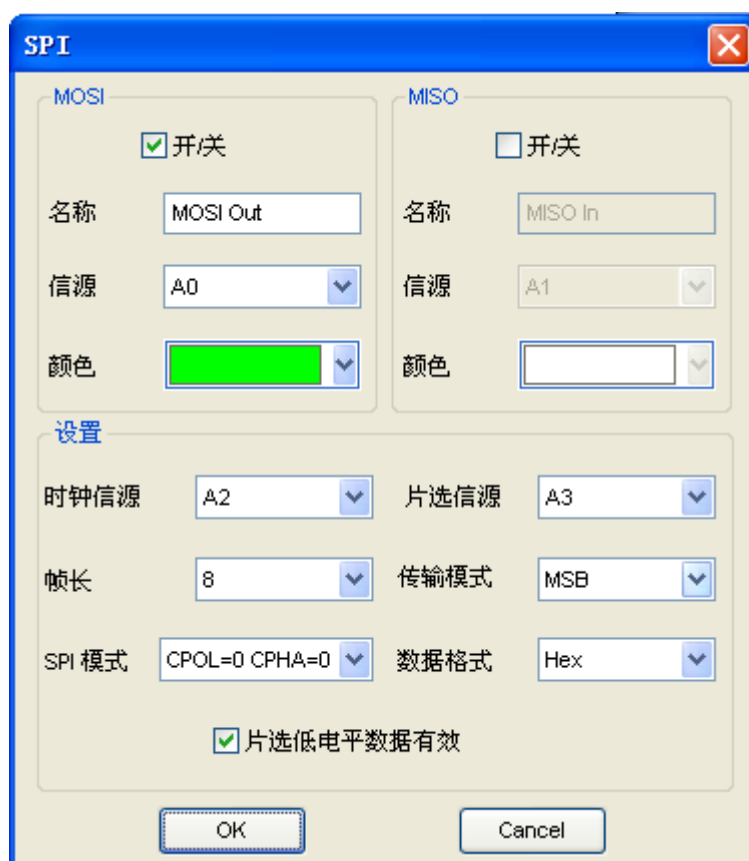 SPI
MOSI
MISO
开/关
开/关
名称 MOSI Out
名称 MISO In
信源 A0
信源 A1
颜色
颜色
设置
时钟信源 A2 片选信源 A3
帧长 8 传输模式 MSB
SPI 模式 CPOL=0 CPHA=0 数据格式 Hex
片选低电平数据有效
OK Cancel